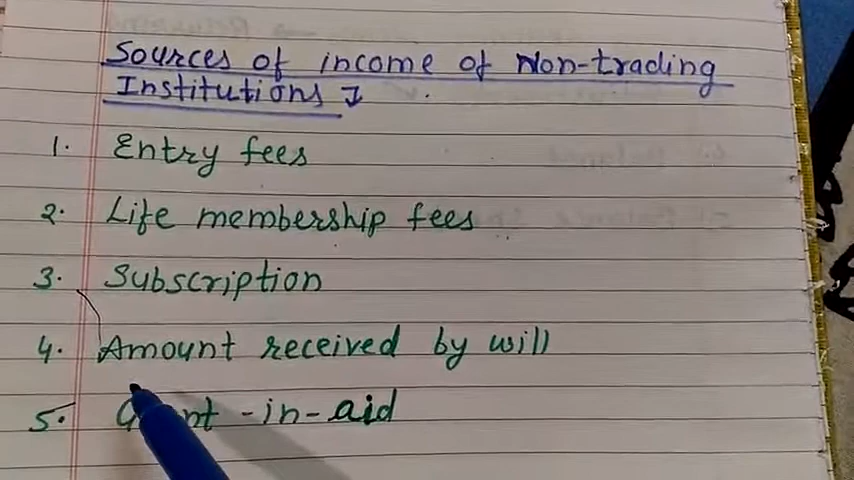 Sources of income of Non-trading
Institutions
1. Entry fees
2. Life membership fees
3. Subscription
4. Amount received by will
5. -in-aid